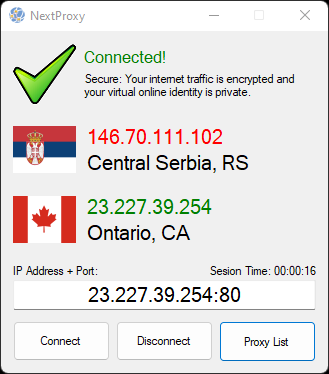 NextProxy
Connected!
Secure: Your internet traffic is encrypted and
your virtual online identity is private.
146.70.111.102
Central Serbia, RS
23.227.39.254
Ontario, CA
IP Address + Port: Sesion Time: 00:00:16
23.227.39.254:80
Connect Disconnect Proxy List